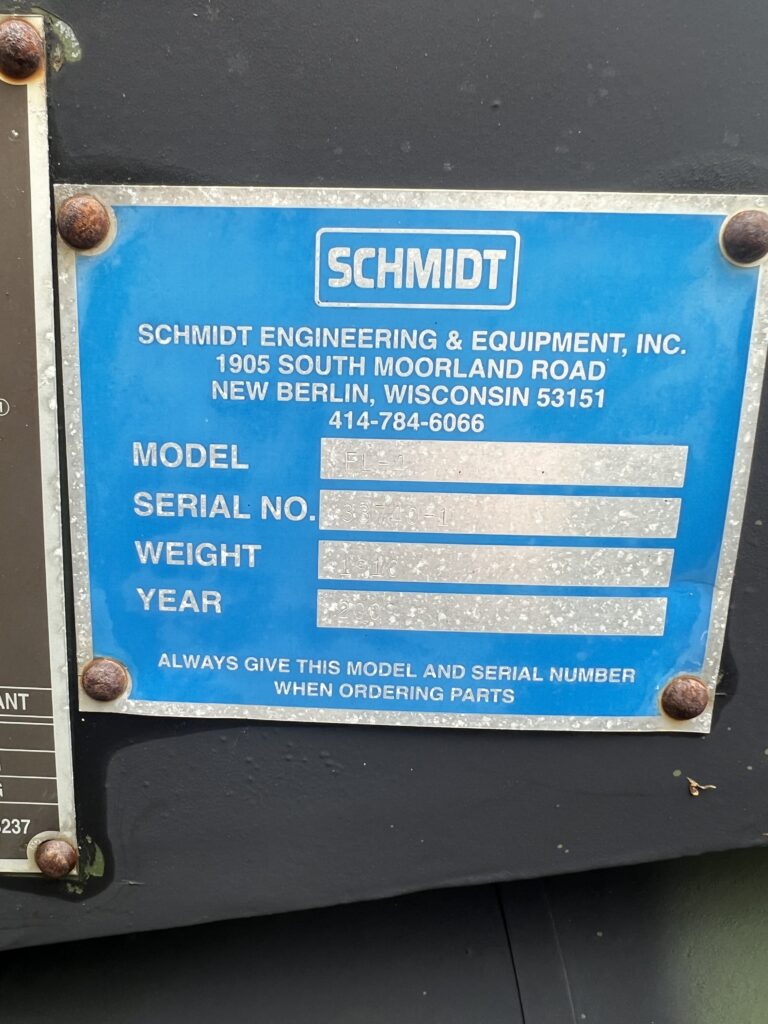 SCHMIDT
SCHMIDT ENGINEERING & EQUIPMENT, INC.
1905 SOUTH MOORLAND ROAD
NEW BERLIN, WISCONSIN 53151
414-784-6066
MODEL
SERIAL NO.
WEIGHT
YEAR
ALWAYS GIVE THIS MODEL AND SERIAL NUMBER
WHEN ORDERING PARTS
ANT
G
237